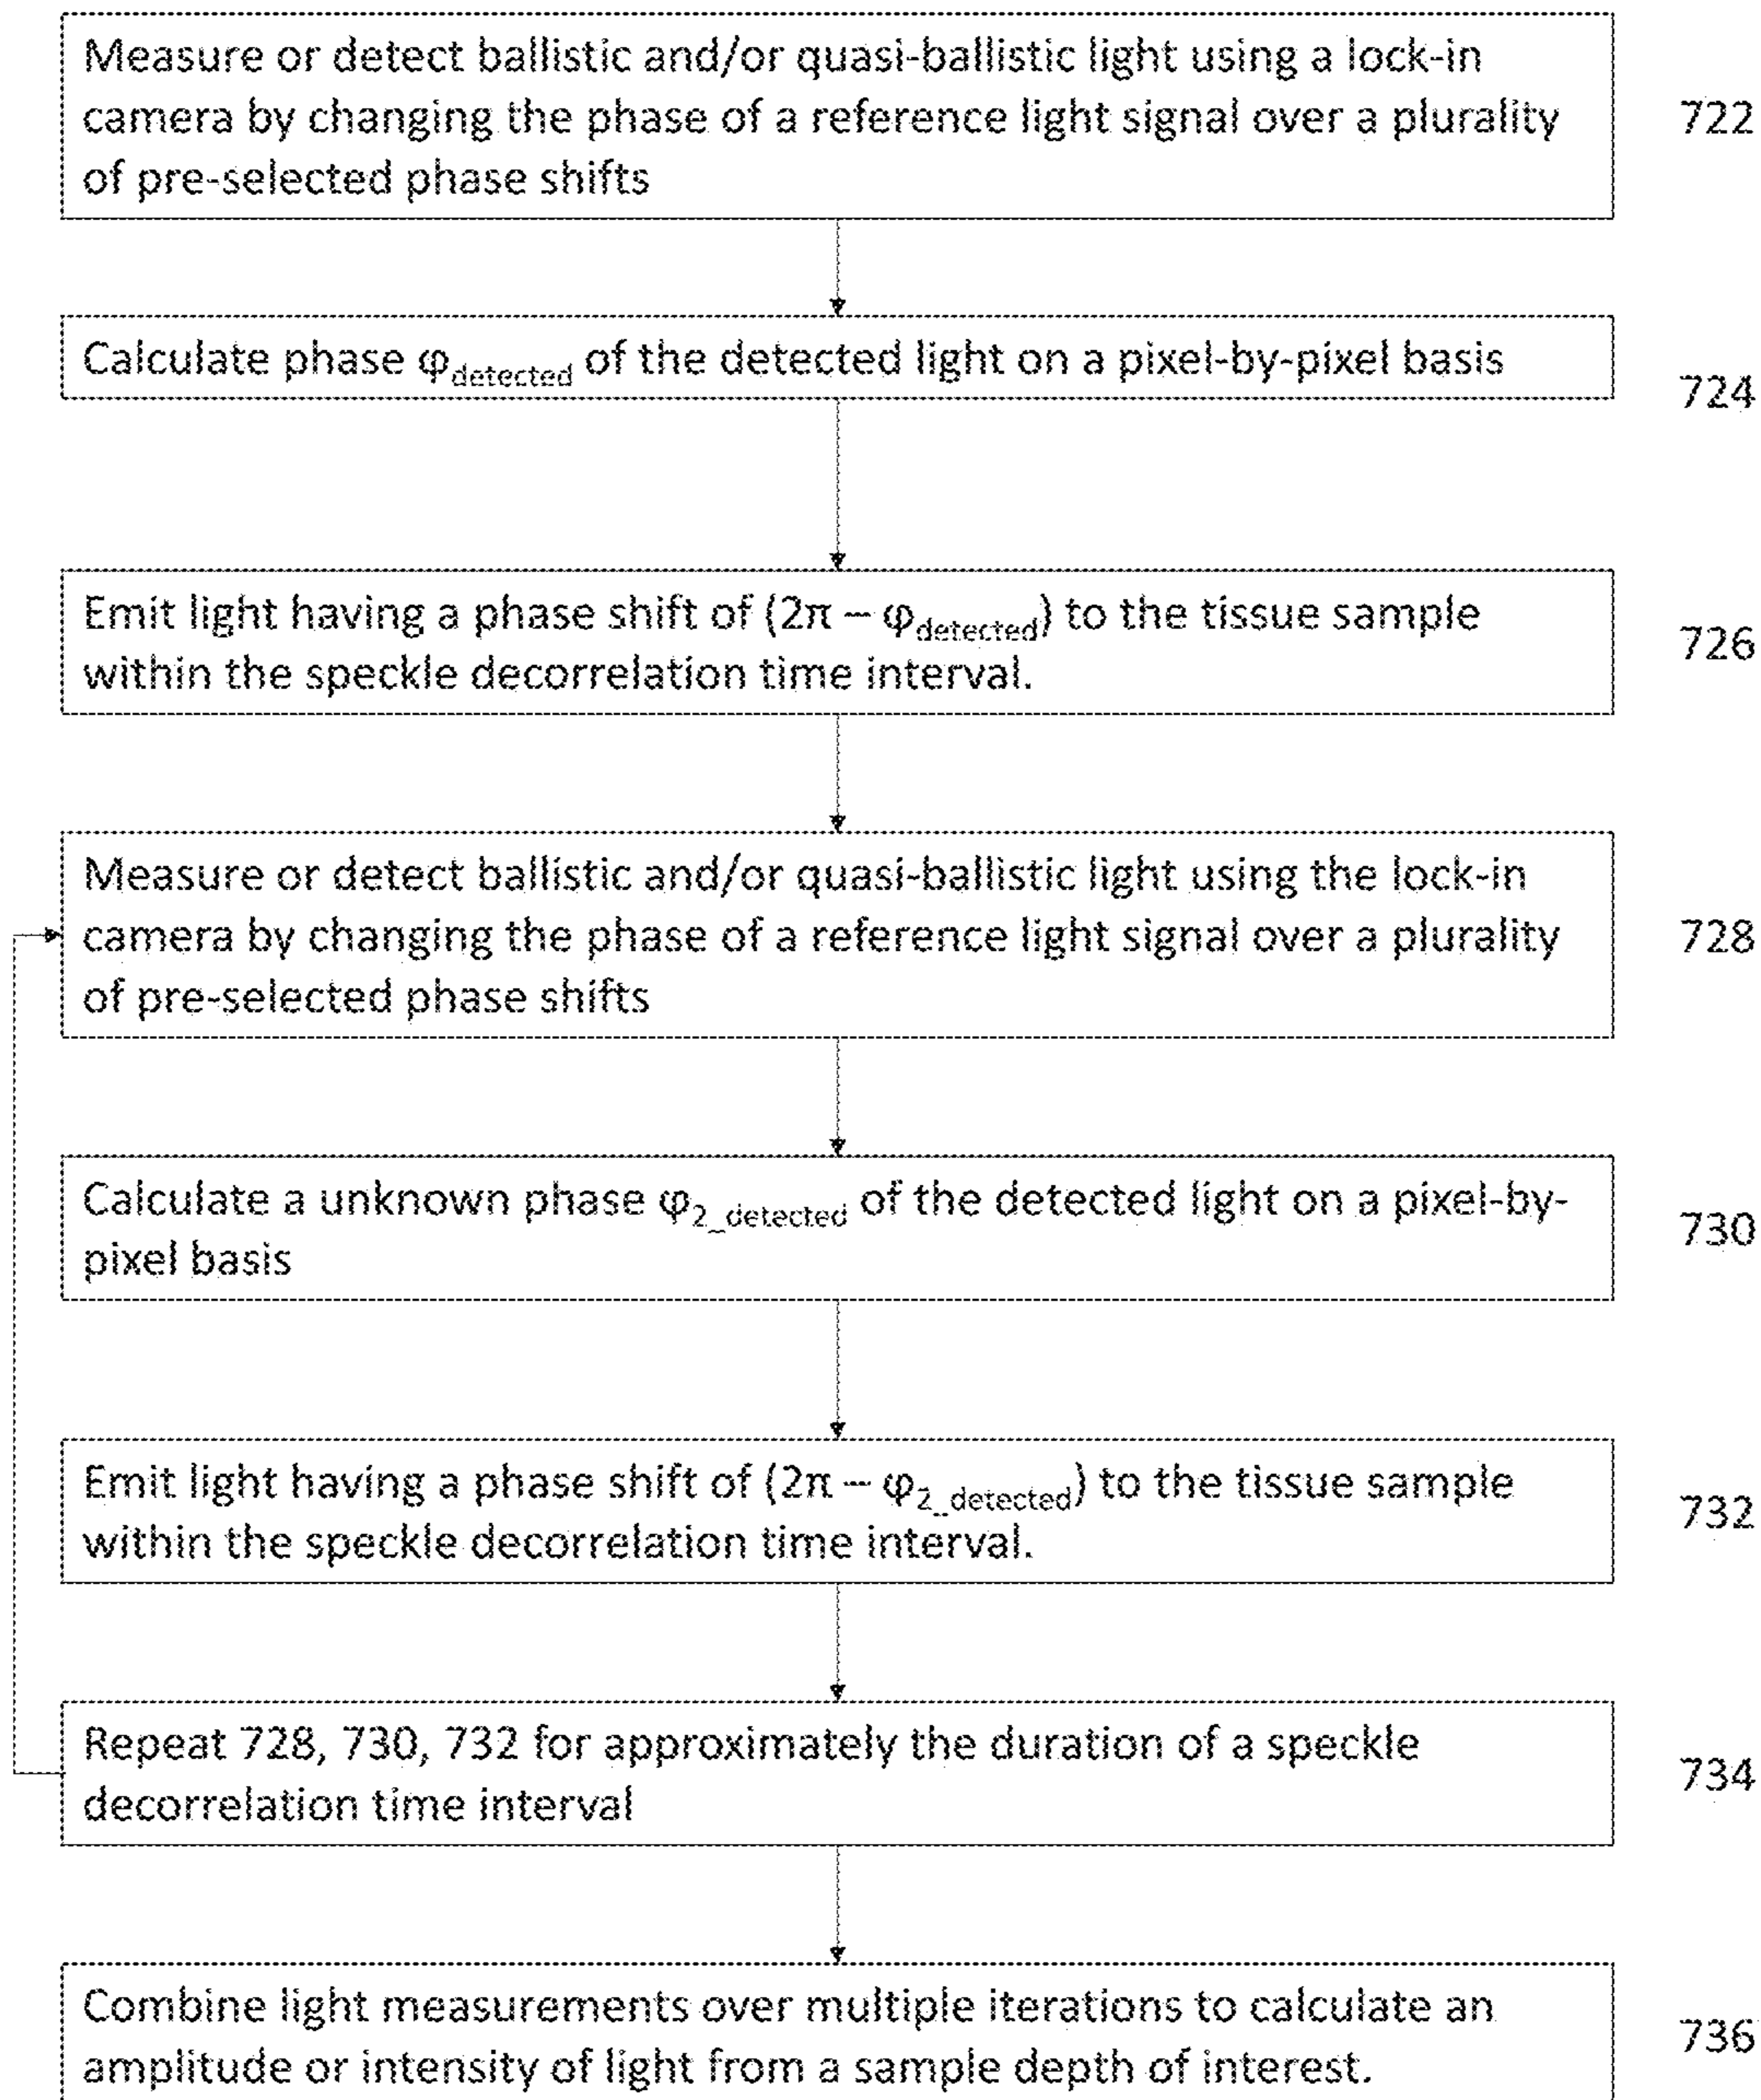 Measure or detect ballistic and/or quasi-ballistic light using a lock-in
camera by changing the phase of a reference light signal over a plurality
of pre-selected phase shifts
722
Calculate phase φdetected of the detected light on a pixel-by-pixel basis
724
Emit light having a phase shift of (2π – φdetected) to the tissue sample
within the speckle decorrelation time interval.
726
Measure or detect ballistic and/or quasi-ballistic light using the lock-in
camera by changing the phase of a reference light signal over a plurality
of pre-selected phase shifts
728
Calculate a unknown phase φ2_detected of the detected light on a pixel-by-
pixel basis
730
Emit light having a phase shift of (2π – φ2_detected) to the tissue sample
within the speckle decorrelation time interval.
732
Repeat 728, 730, 732 for approximately the duration of a speckle
decorrelation time interval
734
Combine light measurements over multiple iterations to calculate an
amplitude or intensity of light from a sample depth of interest.
736